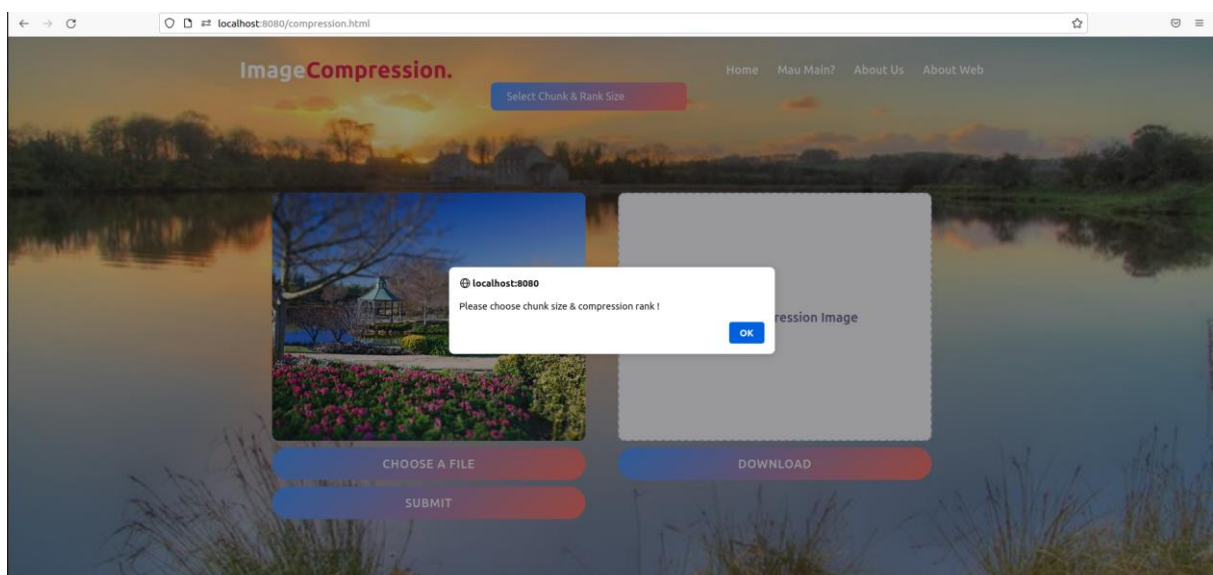 localhost:8080/compression.html
ImageCompression.
Home Mau Main? About Us About Web
Select Chunk & Rank Size
localhost:8080
Please choose chunk size & compression rank !
OK
ression Image
CHOOSE A FILE
DOWNLOAD
SUBMIT